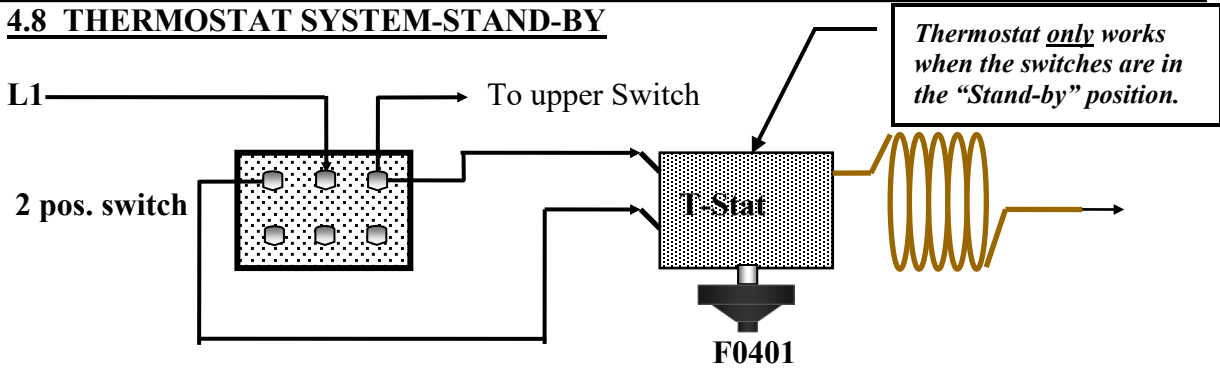 4.8 THERMOSTAT SYSTEM-STAND-BY
Thermostat only works
when the switches are in
the “Stand-by” position.
L1
To upper Switch
2 pos. switch
T-Stat
F0401